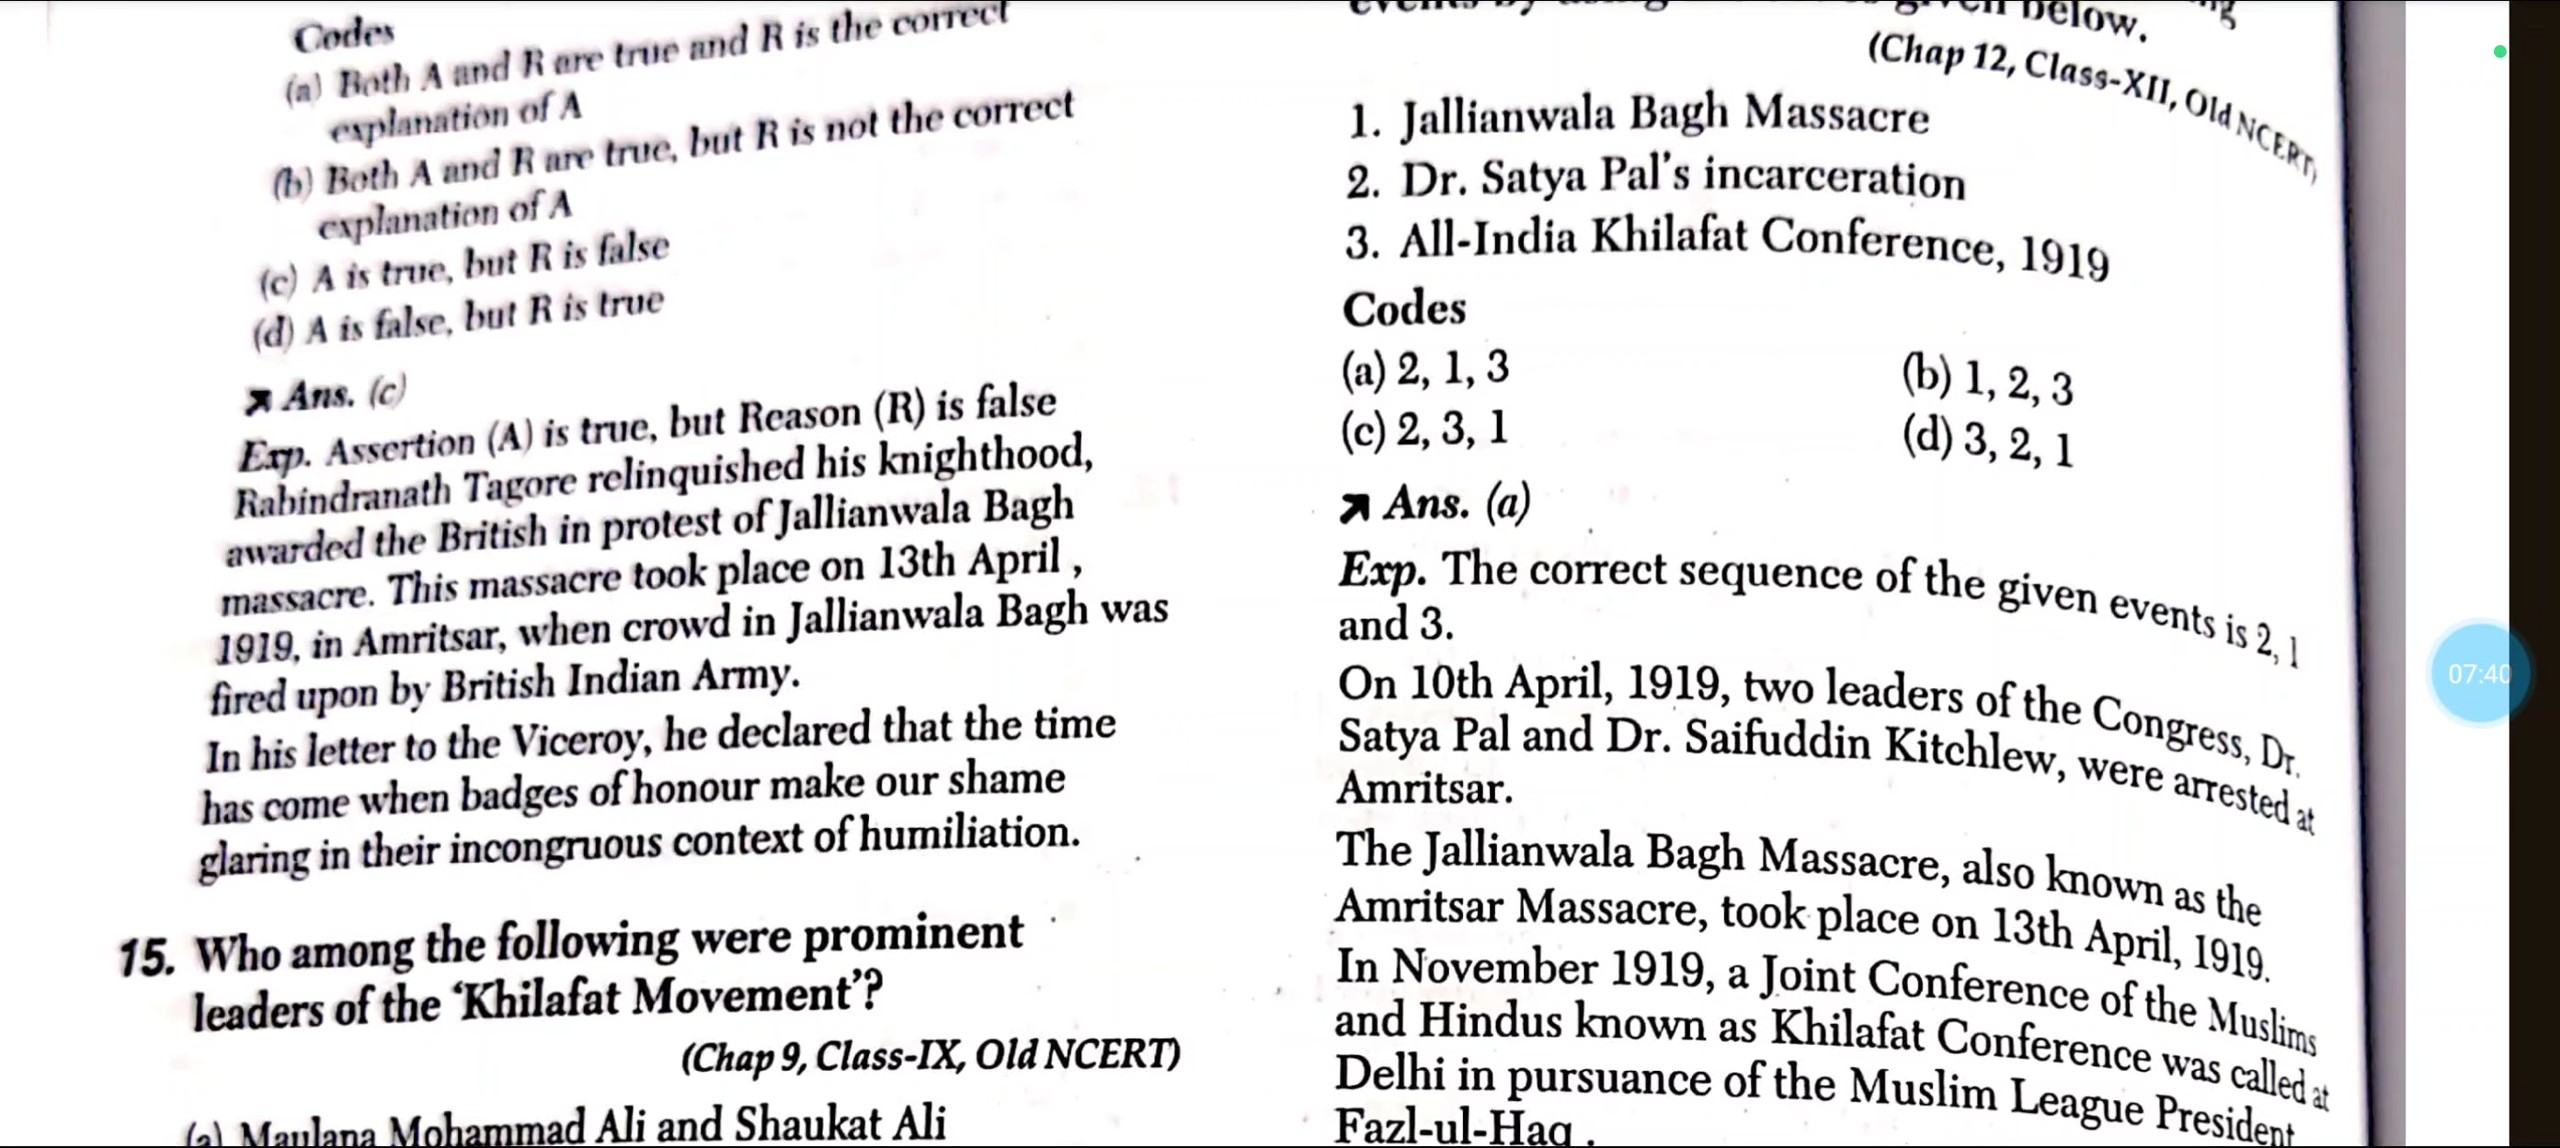 Codes
(a) Both A and R are true and R is the correct
explanation of A
(b) Both A and R are true, but R is not the correct
explanation of A
(c) A is true, but R is false
(d) A is false, but R is true
Ans. (c)
Exp. Assertion (A) is true, but Reason (R) is false
Rabindranath Tagore relinquished his knighthood,
awarded the British in protest of Jallianwala Bagh
massacre. This massacre took place on 13th April ,
1919, in Amritsar, when crowd in Jallianwala Bagh was
fired upon by British Indian Army.
In his letter to the Viceroy, he declared that the time
has come when badges of honour make our shame
glaring in their incongruous context of humiliation.
15. Who among the following were prominent
leaders of the ‘Khilafat Movement’?
(Chap 9, Class-IX, Old NCERT)
(a) Maulana Mohammad Ali and Shaukat Ali
below.
(Chap 12, Class-XII, Old NCERT)
1. Jallianwala Bagh Massacre
2. Dr. Satya Pal’s incarceration
3. All-India Khilafat Conference, 1919
Codes
(a) 2, 1, 3
(b) 1, 2, 3
(c) 2, 3, 1
(d) 3, 2, 1
Ans. (a)
Exp. The correct sequence of the given events is 2, 1
and 3.
On 10th April, 1919, two leaders of the Congress, Dr.
Satya Pal and Dr. Saifuddin Kitchlew, were arrested at
Amritsar.
The Jallianwala Bagh Massacre, also known as the
Amritsar Massacre, took place on 13th April, 1919.
In November 1919, a Joint Conference of the Muslims
and Hindus known as Khilafat Conference was called at
Delhi in pursuance of the Muslim League President
Fazl-ul-Haq .
07:40